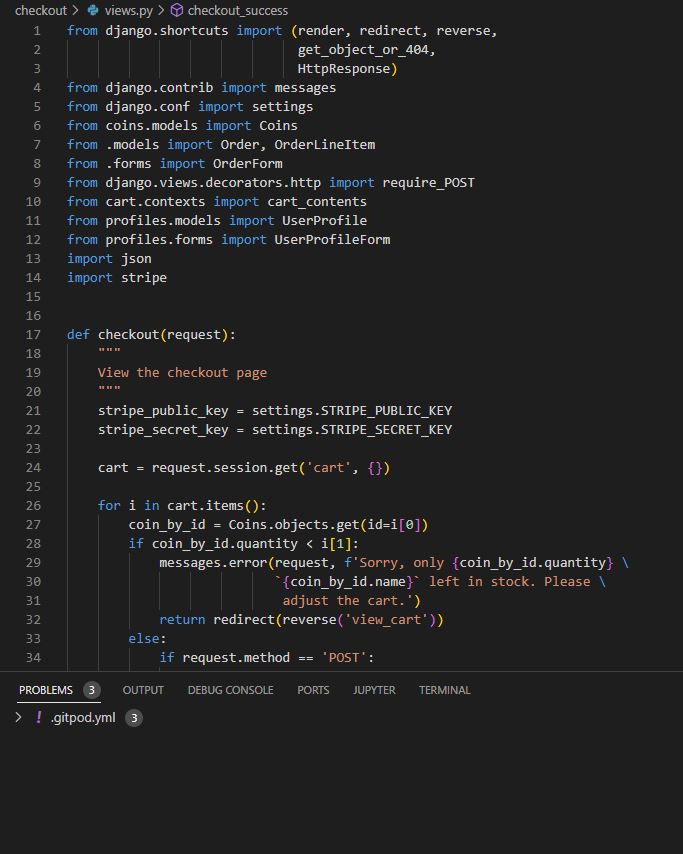 checkout > views.py > checkout_success
1 from django.shortcuts import (render, redirect, reverse,
2 get_object_or_404,
3 HttpResponse)
4 from django.contrib import messages
5 from django.conf import settings
6 from coins.models import Coins
7 from .models import Order, OrderLineItem
8 from .forms import OrderForm
9 from django.views.decorators.http import require_POST
10 from cart.contexts import cart_contents
11 from profiles.models import UserProfile
12 from profiles.forms import UserProfileForm
13 import json
14 import stripe
15
16
17 def checkout(request):
18 """
19 View the checkout page
20 """
21 stripe_public_key = settings.STRIPE_PUBLIC_KEY
22 stripe_secret_key = settings.STRIPE_SECRET_KEY
23
24 cart = request.session.get('cart', {})
25
26 for i in cart.items():
27 coin_by_id = Coins.objects.get(id=i[0])
28 if coin_by_id.quantity < i[1]:
29 messages.error(request, f'Sorry, only {coin_by_id.quantity} \
30 `{coin_by_id.name}` left in stock. Please \
31 adjust the cart.')
32 return redirect(reverse('view_cart'))
33 else:
34 if request.method == 'POST':
PROBLEMS 3 OUTPUT DEBUG CONSOLE PORTS JUPYTER TERMINAL
> ! .gitpod.yml 3